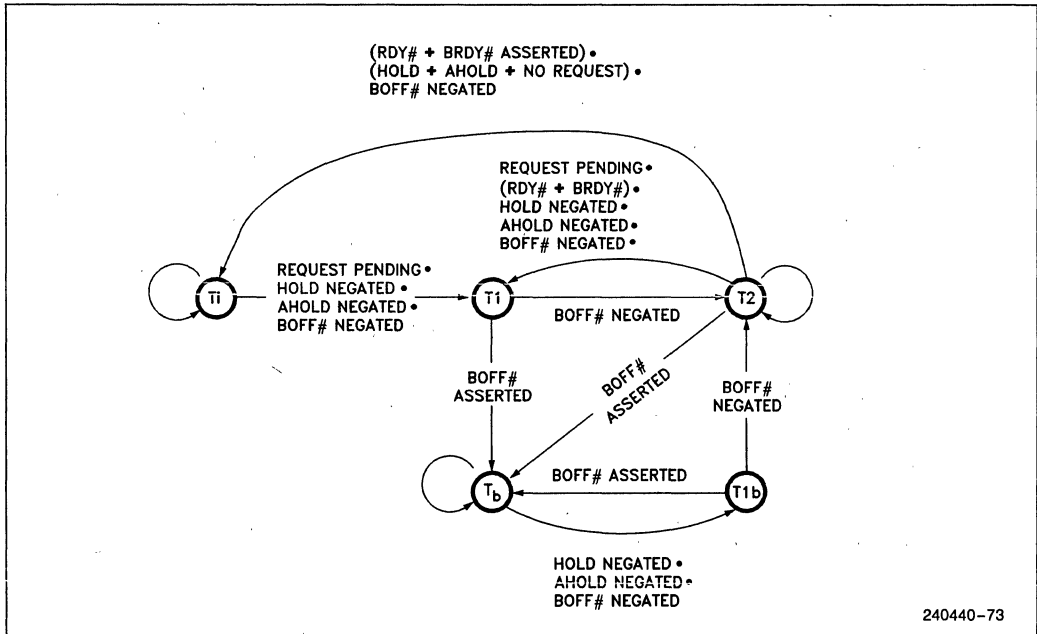 (RDY# + BRDY# ASSERTED) •
(HOLD + AHOLD + NO REQUEST) •
BOFF# NEGATED
REQUEST PENDING •
(RDY# + BRDY#) •
HOLD NEGATED •
AHOLD NEGATED •
BOFF# NEGATED •
Ti
REQUEST PENDING •
HOLD NEGATED •
AHOLD NEGATED •
BOFF# NEGATED
T1
BOFF# NEGATED
T2
BOFF#
ASSERTED
BOFF#
ASSERTED
BOFF#
NEGATED
Tb
BOFF# ASSERTED
T1b
HOLD NEGATED •
AHOLD NEGATED •
BOFF# NEGATED
240440-73